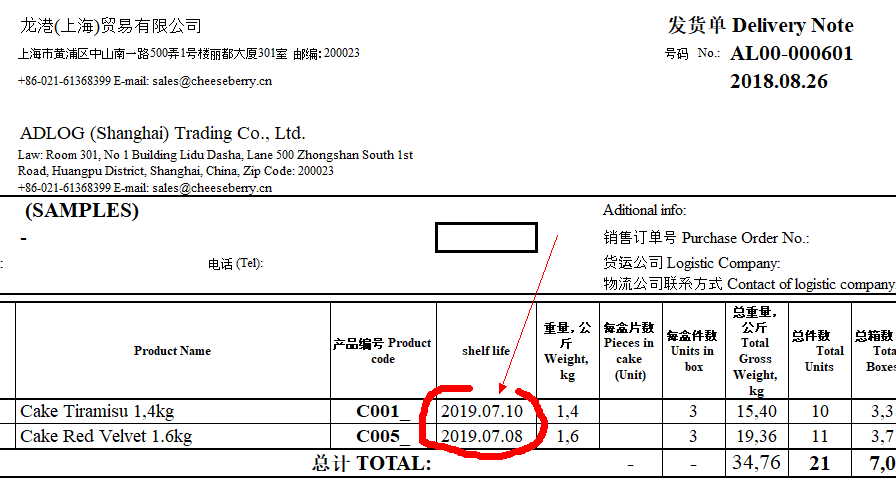 龙港(上海)贸易有限公司
发货单 Delivery Note
上海市黄浦区中山南一路500弄1号楼丽都大厦301室 邮编: 200023
号码 No.: AL00-000601
+86-021-61368399 E-mail: sales@cheeseberry.cn
2018.08.26
ADLOG (Shanghai) Trading Co., Ltd.
Law: Room 301, No 1 Building Lidu Dasha, Lane 500 Zhongshan South 1st
Road, Huangpu District, Shanghai, China, Zip Code: 200023
+86-021-61368399 E-mail: sales@cheeseberry.cn
(SAMPLES)
Aditional info:
-
销售订单号 Purchase Order No.:
: 电话 (Tel):
货运公司 Logistic Company:
物流公司联系方式 Contact of logistic company
Product Name
产品编号 Product
code
shelf life
重量，公
斤
Weight,
kg
每盒片数
Pieces in
cake
(Unit)
每盒件数
Units in
box
总重量，
公斤
Total
Gross
Weight,
kg
总件数
Total
Units
总箱数
Tota
Boxes
Cake Tiramisu 1,4kg C001_ 2019.07.10 1,4 3 15,40 10 3,3
Cake Red Velvet 1.6kg C005_ 2019.07.08 1,6 3 19,36 11 3,7
总计 TOTAL: - - 34,76 21 7,0